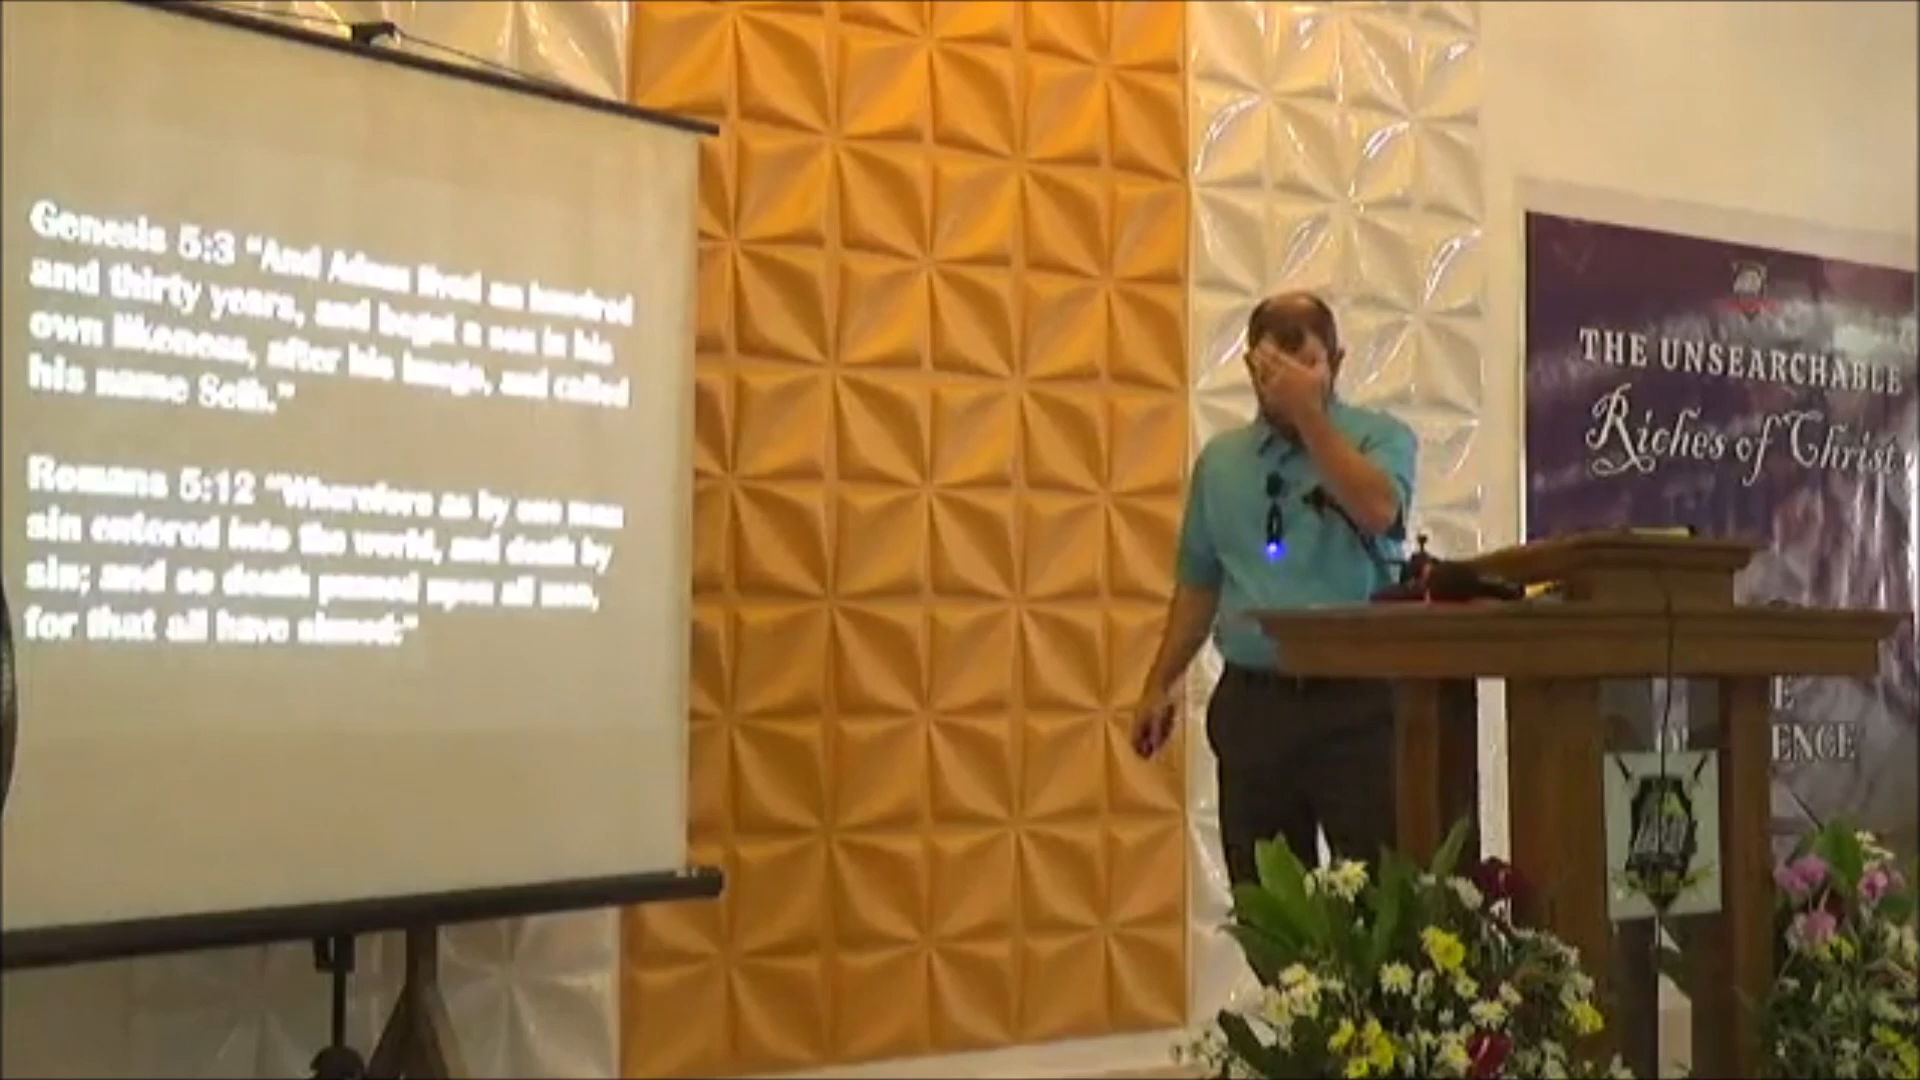 Genesis 5:3 “And Adam lived an hundred
and thirty years, and begat a son in his
own likeness, after his image, and called
his name Seth.”
Romans 5:12 “Wherefore as by one man
sin entered into the world, and death by
sin; and so death passed upon all men,
for that all have sinned:”
THE UNSEARCHABLE
Riches of Christ
E
ENCE